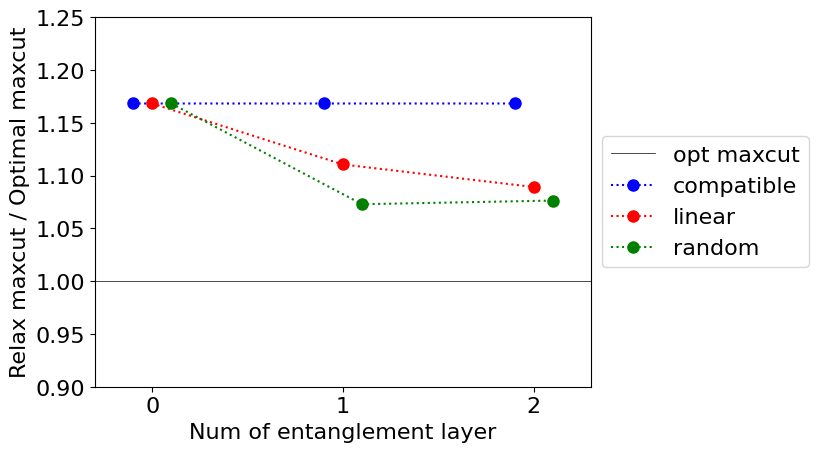 Relax maxcut / Optimal maxcut
1.25
1.20
1.15
1.10
1.05
1.00
0.95
0.90
0
1
2
Num of entanglement layer
opt maxcut
compatible
linear
random